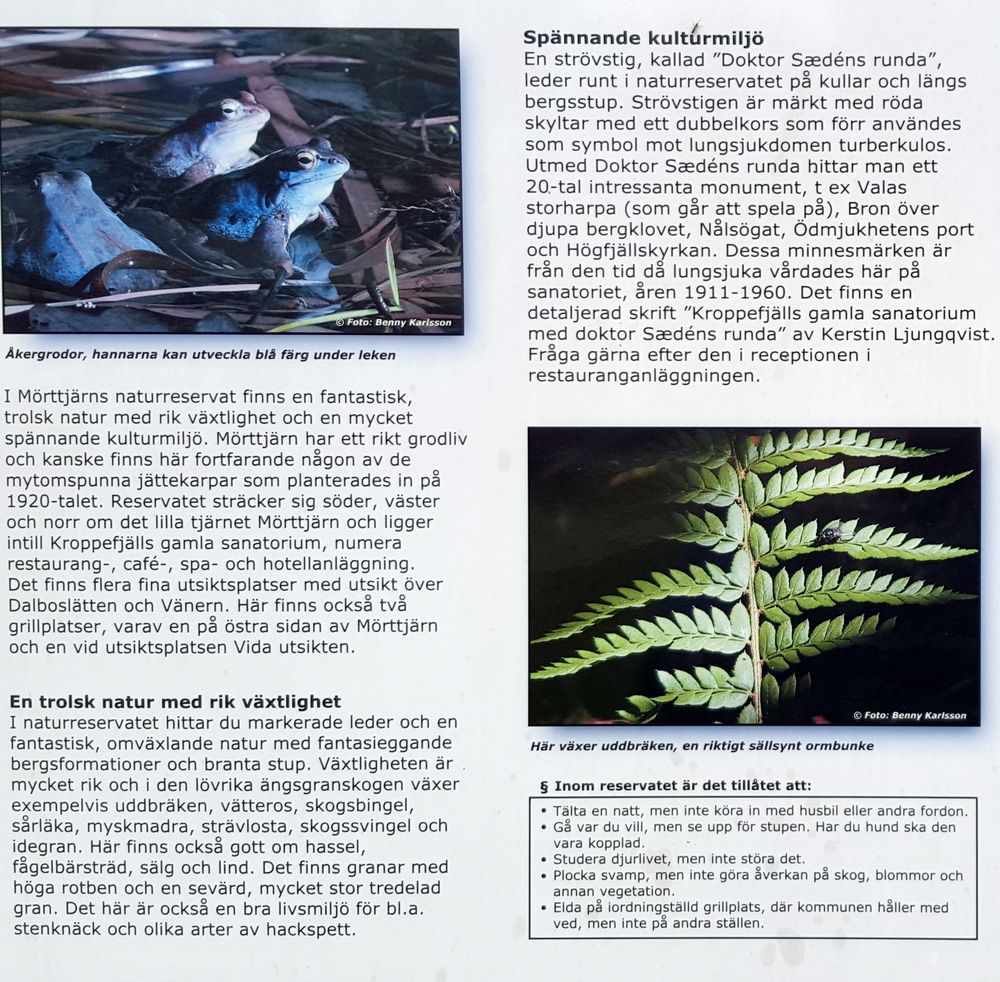 © Foto: Benny Karlsson
Åkergrodor, hannarna kan utveckla blå färg under leken
I Mörttjärns naturreservat finns en fantastisk,
trolsk natur med rik växtlighet och en mycket
spännande kulturmiljö. Mörttjärn har ett rikt grodliv
och kanske finns här fortfarande någon av de
mytomspunna jättekarpar som planterades in på
1920-talet. Reservatet sträcker sig söder, väster
och norr om det lilla tjärnet Mörttjärn och ligger
intill Kroppefjälls gamla sanatorium, numera
restaurang-, café-, spa- och hotellanläggning.
Det finns flera fina utsiktsplatser med utsikt över
Dalboslätten och Vänern. Här finns också två
grillplatser, varav en på östra sidan av Mörttjärn
och en vid utsiktsplatsen Vida utsikten.
En trolsk natur med rik växtlighet
I naturreservatet hittar du markerade leder och en
fantastisk, omväxlande natur med fantasieggande
bergsformationer och branta stup. Växtligheten är
mycket rik och i den lövrika ängsgranskogen växer
exempelvis uddbräken, vätteros, skogsbingel,
sårläka, myskmadra, strävlosta, skogssvingel och
idegran. Här finns också gott om hassel,
fågelbärsträd, sälg och lind. Det finns granar med
höga rotben och en sevärd, mycket stor tredelad
gran. Det här är också en bra livsmiljö för bl.a.
stenknäck och olika arter av hackspett.
Spännande kulturmiljö
En strövstig, kallad ”Doktor Sædéns runda”,
leder runt i naturreservatet på kullar och längs
bergsstup. Strövstigen är märkt med röda
skyltar med ett dubbelkors som förr användes
som symbol mot lungsjukdomen turberkulos.
Utmed Doktor Sædéns runda hittar man ett
20-tal intressanta monument, t ex Valas
storharpa (som går att spela på), Bron över
djupa bergklovet, Nålsögat, Ödmjukhetens port
och Högfjällskyrkan. Dessa minnesmärken är
från den tid då lungsjuka vårdades här på
sanatoriet, åren 1911-1960. Det finns en
detaljerad skrift ”Kroppefjälls gamla sanatorium
med doktor Sædéns runda” av Kerstin Ljungqvist.
Fråga gärna efter den i receptionen i
restauranganläggningen.
© Foto: Benny Karlsson
Här växer uddbräken, en riktigt sällsynt ormbunke
§ Inom reservatet är det tillåtet att:
• Tälta en natt, men inte köra in med husbil eller andra fordon.
• Gå var du vill, men se upp för stupen. Har du hund ska den
vara kopplad.
• Studera djurlivet, men inte störa det.
• Plocka svamp, men inte göra åverkan på skog, blommor och
annan vegetation.
• Elda på iordningställd grillplats, där kommunen håller med
ved, men inte på andra ställen.